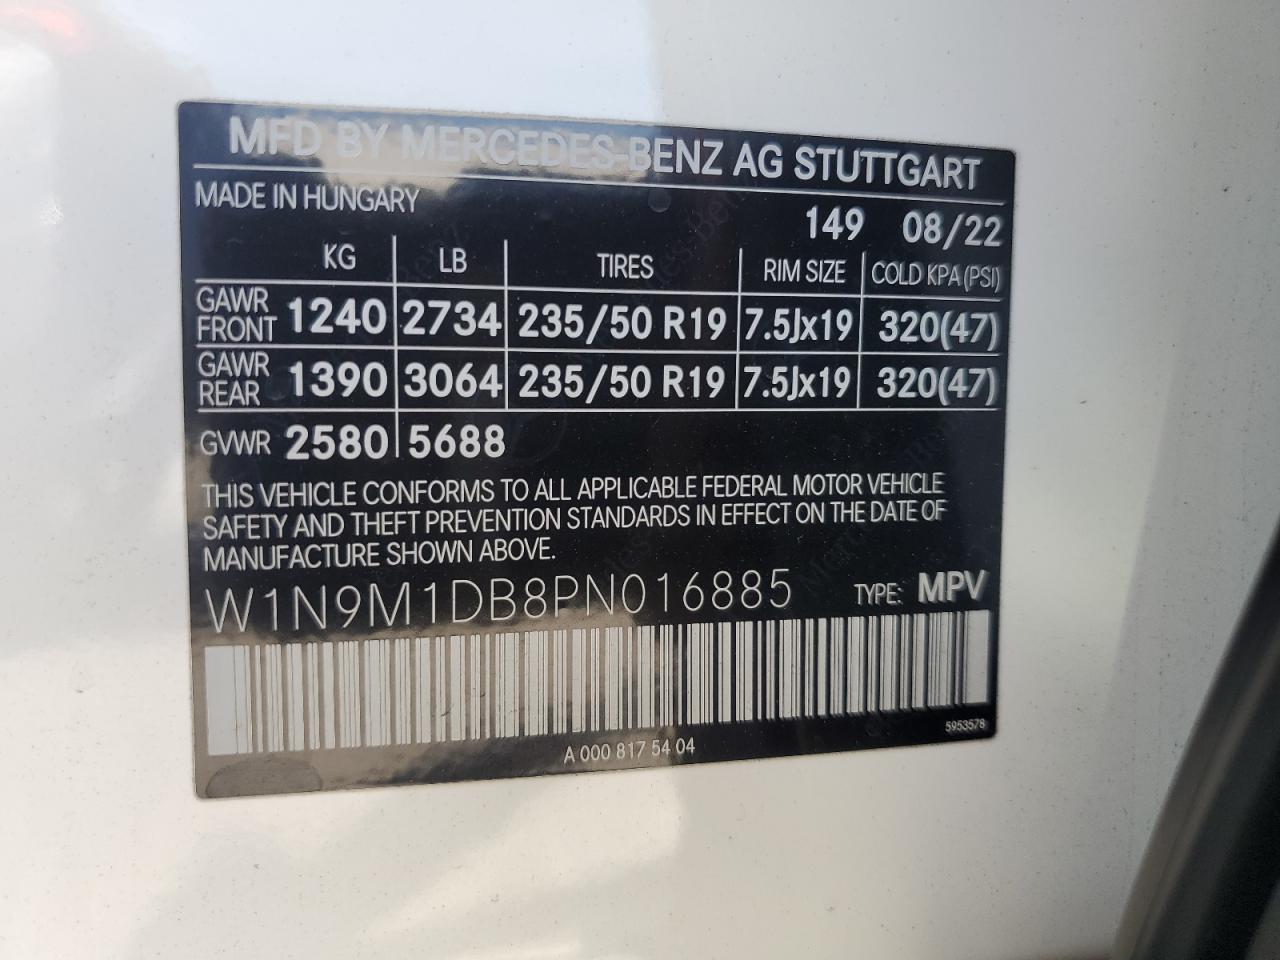 MFD BY MERCEDES-BENZ AG STUTTGART
MADE IN HUNGARY 149 08/22
KG LB TIRES RIM SIZE COLD KPA(PSI)
GAWR FRONT 1240 2734 235/50 R19 7.5Jx19 320(47)
GAWR REAR 1390 3064 235/50 R19 7.5Jx19 320(47)
GVWR 2580 5688
THIS VEHICLE CONFORMS TO ALL APPLICABLE FEDERAL MOTOR VEHICLE
SAFETY AND THEFT PREVENTION STANDARDS IN EFFECT ON THE DATE OF
MANUFACTURE SHOWN ABOVE.
W1N9M1DB8PN016885 TYPE: MPV
5953578
A 000 817 54 04